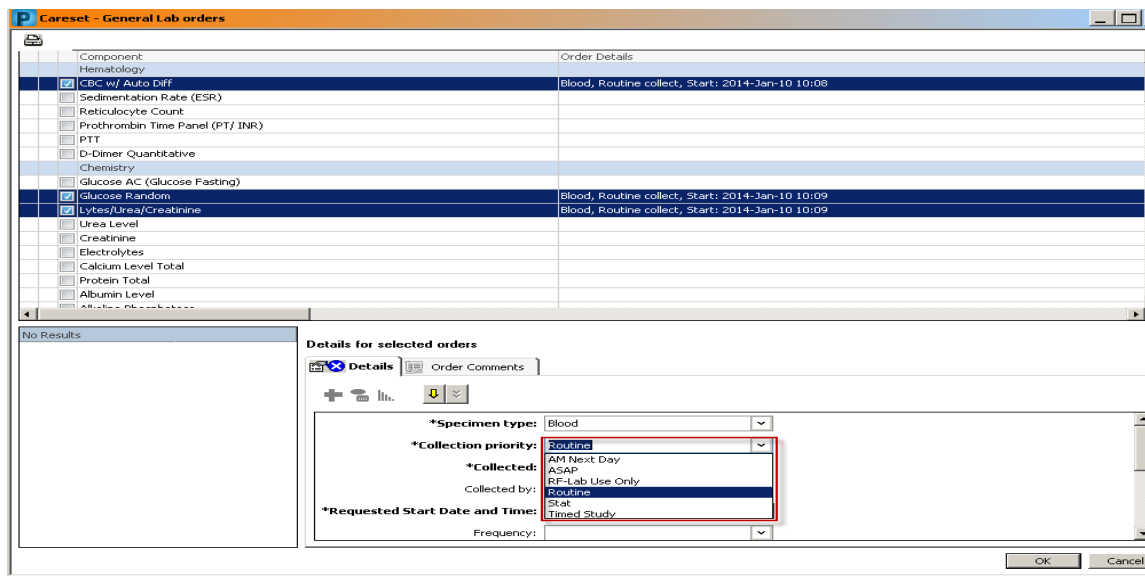 P Careset - General Lab orders
Component Order Details
Hematology
CBC w/ Auto Diff Blood, Routine collect, Start: 2014-Jan-10 10:08
Sedimentation Rate (ESR)
Reticulocyte Count
Prothrombin Time Panel (PT/ INR)
PTT
D-Dimer Quantitative
Chemistry
Glucose AC (Glucose Fasting)
Glucose Random Blood, Routine collect, Start: 2014-Jan-10 10:09
Lytes/Urea/Creatinine Blood, Routine collect, Start: 2014-Jan-10 10:09
Urea Level
Creatinine
Electrolytes
Calcium Level Total
Protein Total
Albumin Level
No Results
Details for selected orders
Details Order Comments
*Specimen type: Blood
*Collection priority: Routine
AM Next Day
*Collected: ASAP
RF-Lab Use Only
Collected by: Routine
Stat
*Requested Start Date and Time: Timed Study
Frequency:
OK Cancel